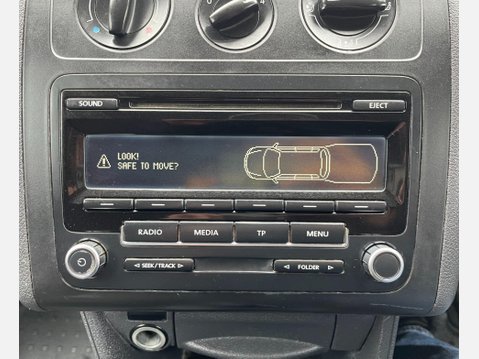 SOUND
EJECT
LOOK!
SAFE TO MOVE?
RADIO MEDIA TP MENU
SEEK/TRACK FOLDER